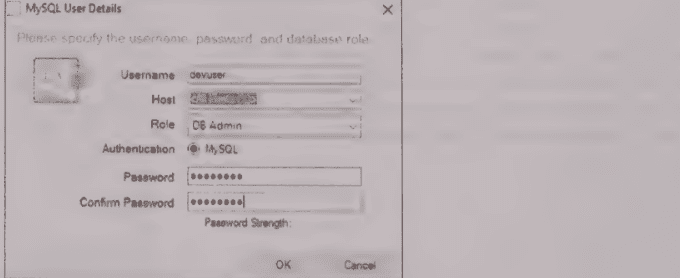 MySQL User Details
Please specify the username, password, and database role.
Username devuser
Host
Role DB Admin
Authentication MySQL
Password ●●●●●●●●
Confirm Password ●●●●●●●●
Password Strength:
OK Cancel